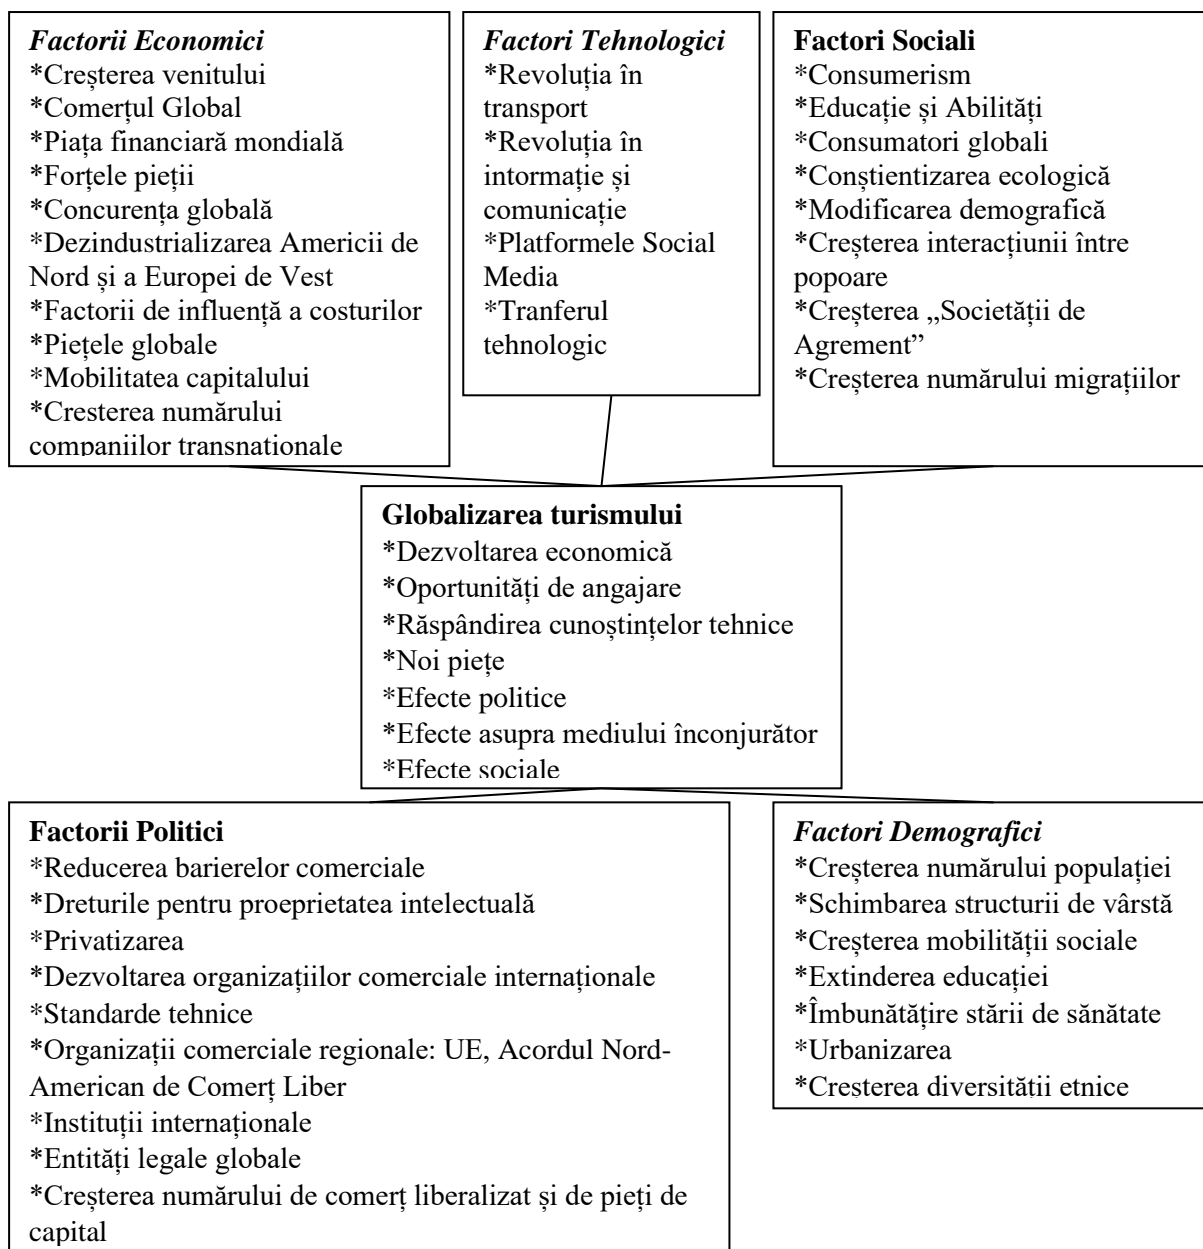 Factorii Economici
*Creșterea venitului
*Comerțul Global
*Piața financiară mondială
*Forțele pieții
*Concurența globală
*Dezindustrializarea Americii de
Nord și a Europei de Vest
*Factorii de influență a costurilor
*Piețele globale
*Mobilitatea capitalului
*Cresterea numărului
companiilor transnaționale
Factori Tehnologici
*Revoluția în
transport
*Revoluția în
intormație și
comunicație
*Platformele Social
Media
*Tranferul
tehnologic
Factori Sociali
*Consumerism
*Educație și Abilități
*Consumatori globali
*Conștientizarea ecologică
*Modificarea demografică
*Creșterea interacțiunii între
popoare
*Creșterea „Societății de
Agrement”
*Creșterea numărului migrațiilor
Globalizarea turismului
*Dezvoltarea economică
*Oportunități de angajare
*Răspândirea cunoștințelor tehnice
*Noi piețe
*Efecte politice
*Efecte asupra mediului înconjurător
*Efecte sociale
Factorii Politici
*Reducerea barierelor comerciale
*Dreturile pentru proeprietatea intelectuală
*Privatizarea
*Dezvoltarea organizațiilor comerciale internaționale
*Standarde tehnice
*Organizații comerciale regionale: UE, Acordul Nord-
American de Comerț Liber
*Instituții internaționale
*Entități legale globale
*Creșterea numărului de comerț liberalizat și de pieți de
capital
Factori Demografici
*Creșterea numărului populației
*Schimbarea structurii de vârstă
*Creșterea mobilității sociale
*Extinderea educației
*Îmbunătățire stării de sănătate
*Urbanizarea
*Creșterea diversității etnice